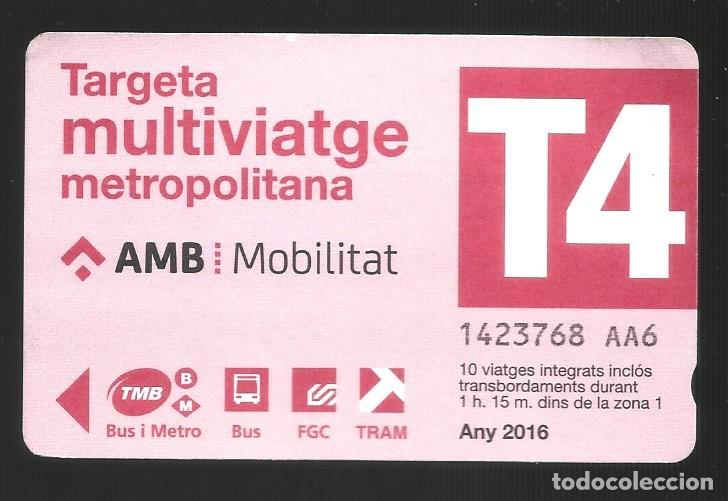 Targeta
multiviatge
metropolitana
AMB Mobilitat
T4
1423768 AA6
10 viatges integrats inclós
transbordaments durant
1 h. 15 m. dins de la zona 1
Any 2016
TMB
B
M
Bus i Metro
Bus
FGC
TRAM
todocoleccion